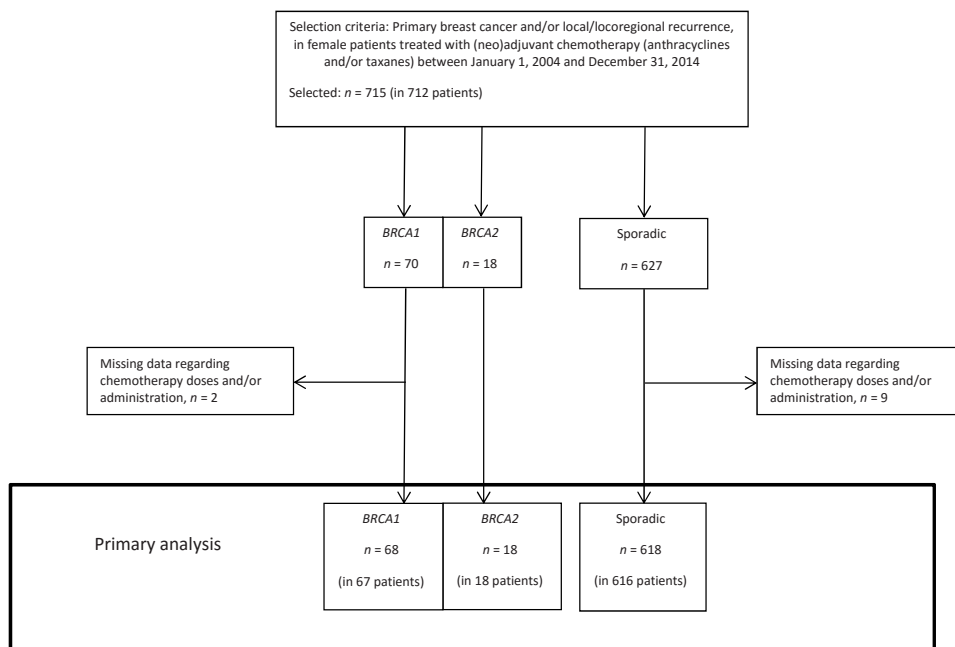 Selection criteria: Primary breast cancer and/or local/locoregional recurrence,
in female patients treated with (neo)adjuvant chemotherapy (anthracyclines
and/or taxanes) between January 1, 2004 and December 31, 2014
Selected: n = 715 (in 712 patients)
BRCA1
n = 70
BRCA2
n = 18
Sporadic
n = 627
Missing data regarding
chemotherapy doses and/or
administration, n = 2
Missing data regarding
chemotherapy doses and/or
administration, n = 9
Primary analysis
BRCA1
n = 68
(in 67 patients)
BRCA2
n = 18
(in 18 patients)
Sporadic
n = 618
(in 616 patients)